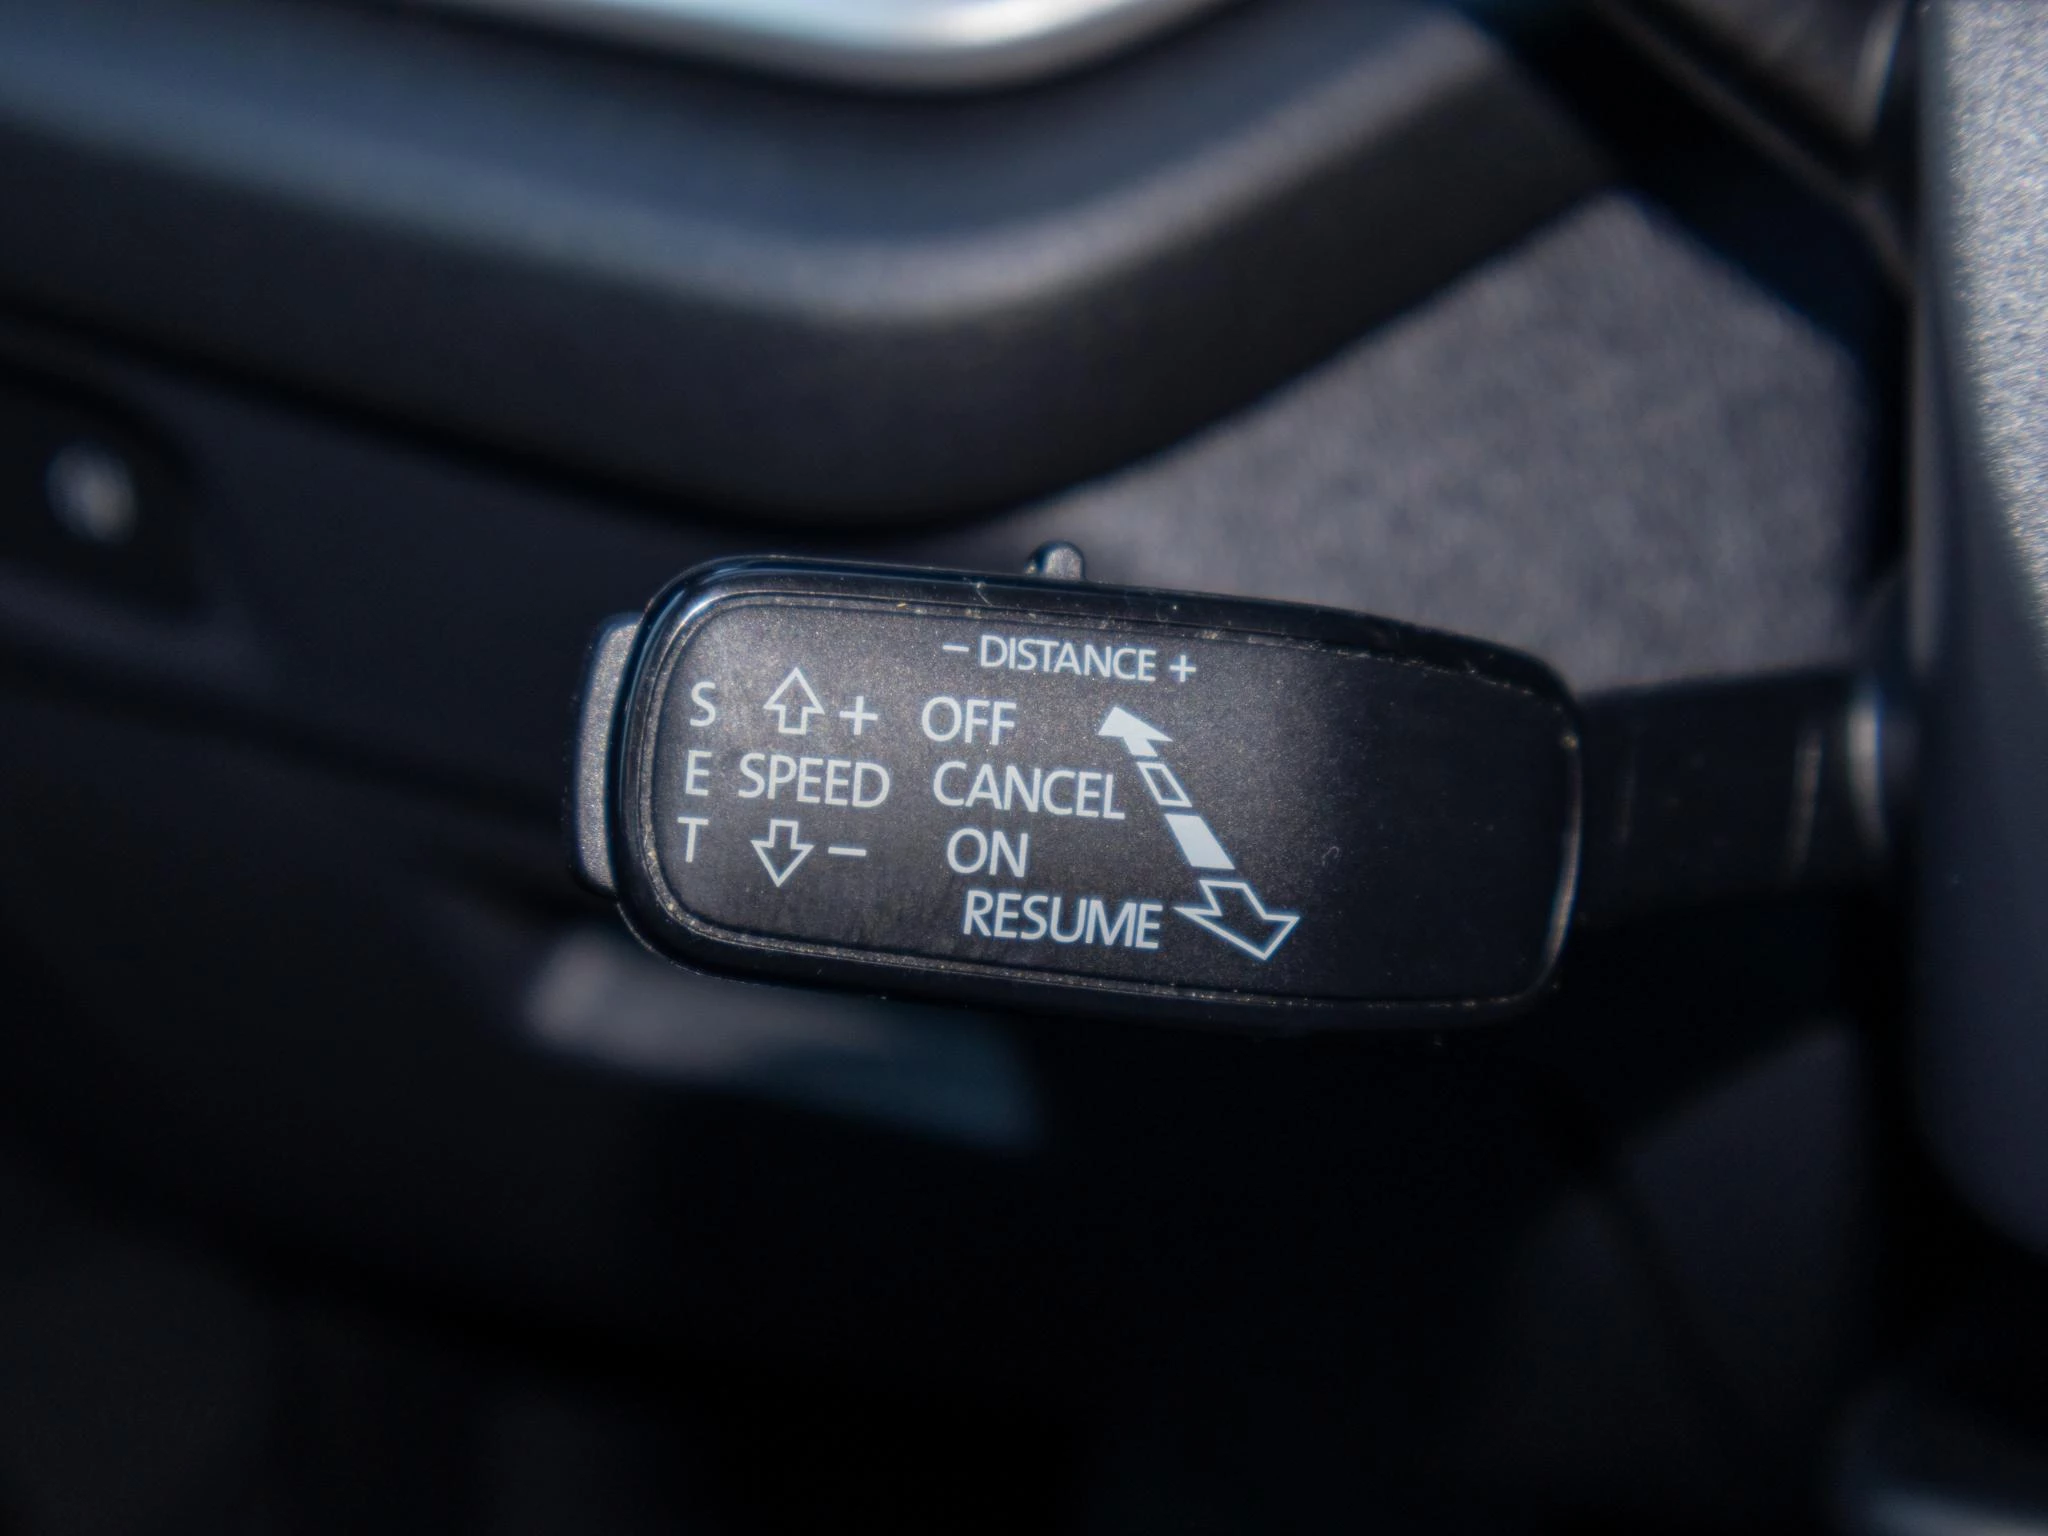 − DISTANCE +
S + OFF
E SPEED CANCEL
T − ON
RESUME